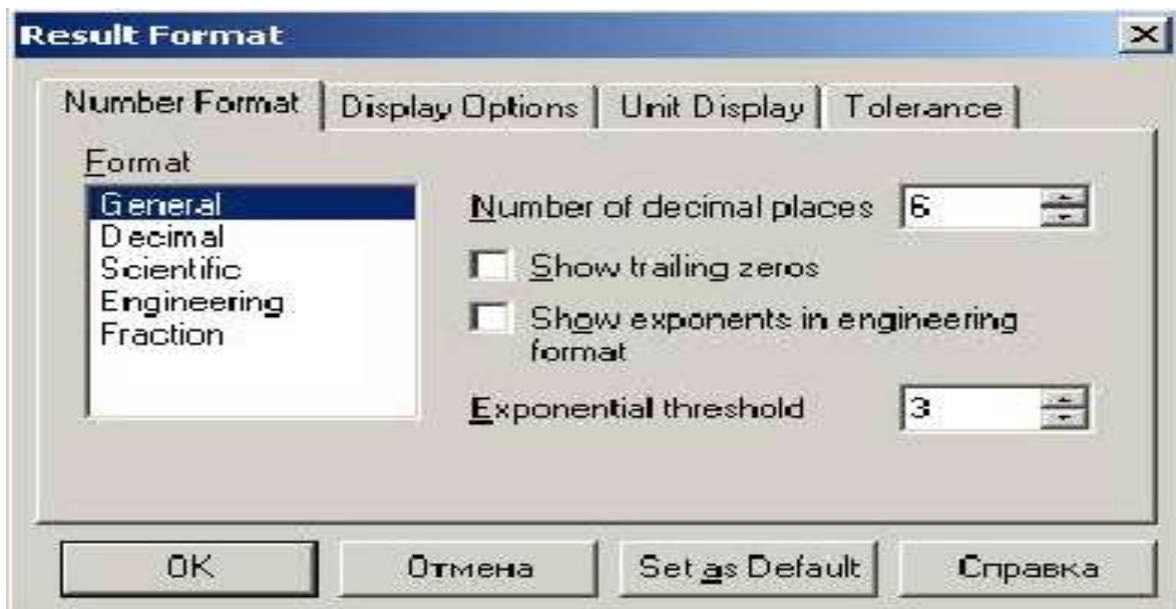 Result Format
Number Format Display Options Unit Display Tolerance
Format
General
Decimal
Scientific
Engineering
Fraction
Number of decimal places 6
Show trailing zeros
Show exponents in engineering
format
Exponential threshold 3
OK Отмена Set as Default Справка